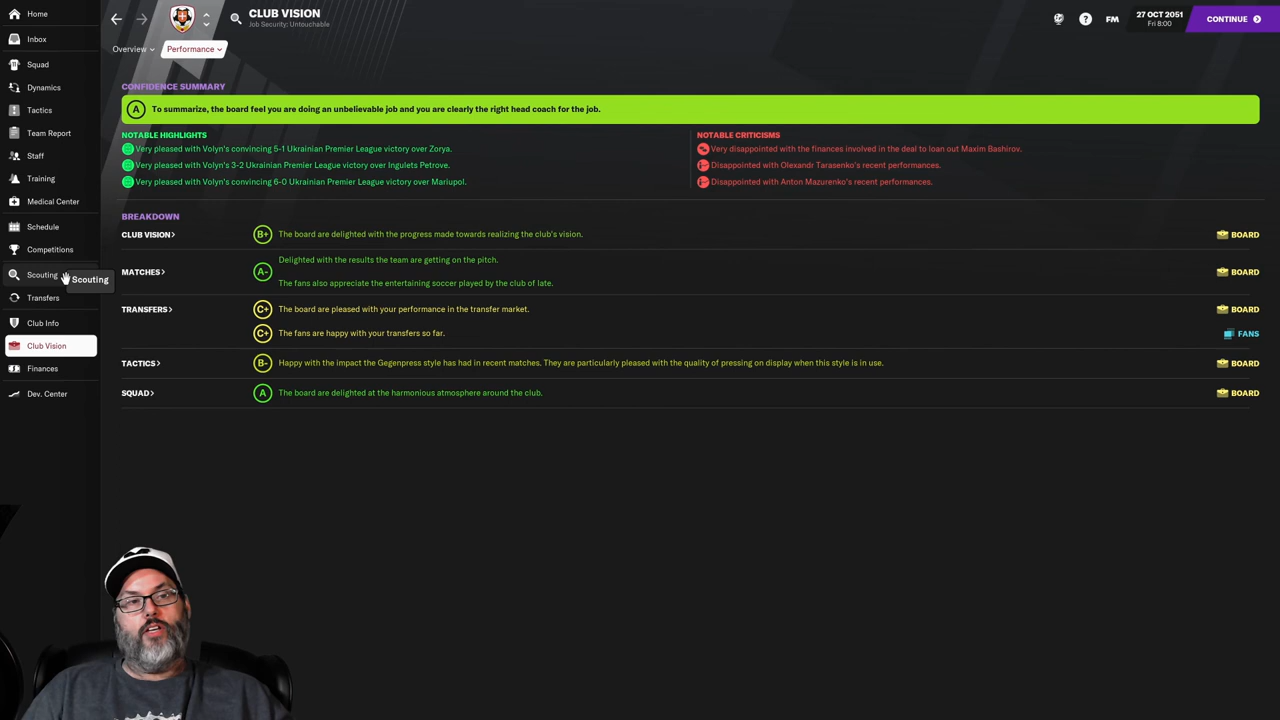 Home
Inbox
Squad
Dynamics
Tactics
Team Report
Staff
Training
Medical Center
Schedule
Competitions
Scouting
Scouting
Transfers
Club Info
Club Vision
Finances
Dev. Center
CLUB VISION
Job Security: Untouchable
FM
27 OCT 2051
Fri 8:00
CONTINUE
Overview
Performance
CONFIDENCE SUMMARY
A To summarize, the board feel you are doing an unbelievable job and you are clearly the right head coach for the job.
NOTABLE HIGHLIGHTS
Very pleased with Volyn's convincing 5-1 Ukrainian Premier League victory over Zorya.
Very pleased with Volyn's 3-2 Ukrainian Premier League victory over Ingulets Petrove.
Very pleased with Volyn's convincing 6-0 Ukrainian Premier League victory over Mariupol.
NOTABLE CRITICISMS
Very disappointed with the finances involved in the deal to loan out Maxim Bashirov.
Disappointed with Olexandr Tarasenko's recent performances.
Disappointed with Anton Mazurenko's recent performances.
BREAKDOWN
CLUB VISION> B+ The board are delighted with the progress made towards realizing the club's vision. BOARD
MATCHES> A- Delighted with the results the team are getting on the pitch. BOARD
The fans also appreciate the entertaining soccer played by the club of late.
TRANSFERS> C+ The board are pleased with your performance in the transfer market. BOARD
C+ The fans are happy with your transfers so far. FANS
TACTICS> B- Happy with the impact the Gegenpress style has had in recent matches. They are particularly pleased with the quality of pressing on display when this style is in use. BOARD
SQUAD> A The board are delighted at the harmonious atmosphere around the club. BOARD